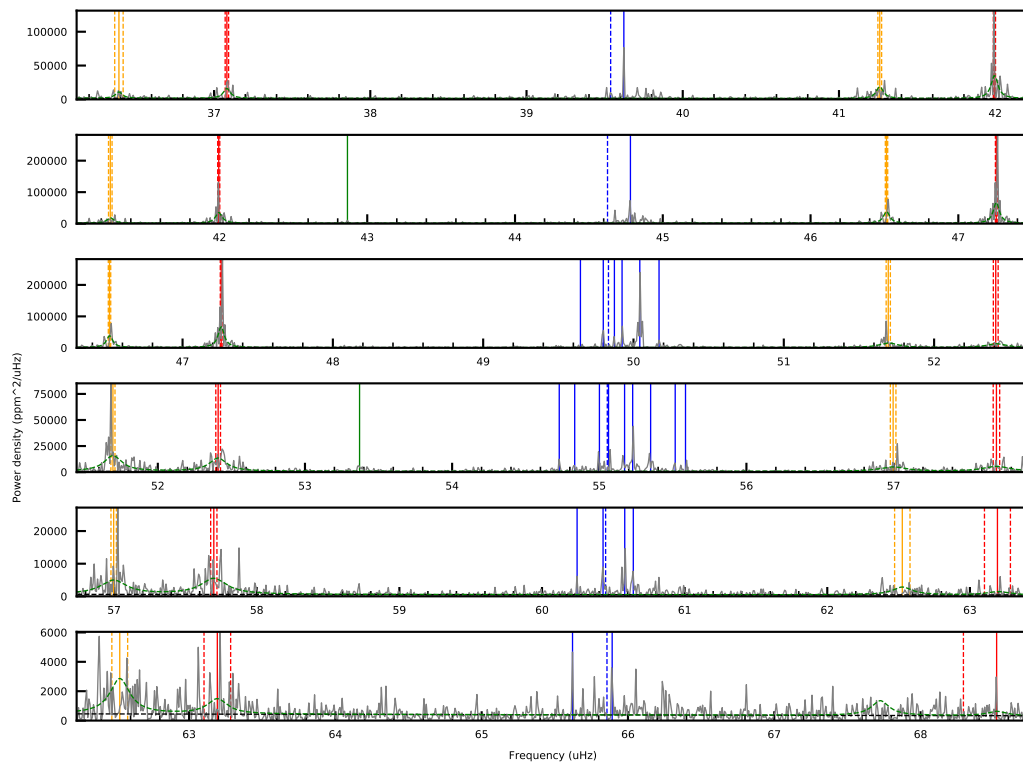 100000
50000
0
37 38 39 40 41 42
200000
100000
0
42 43 44 45 46 47
200000
100000
0
47 48 49 50 51 52
75000
50000
25000
0
52 53 54 55 56 57
Power density (ppm^2/uHz)
20000
10000
0
57 58 59 60 61 62 63
6000
4000
2000
0
63 64 65 66 67 68
Frequency (uHz)